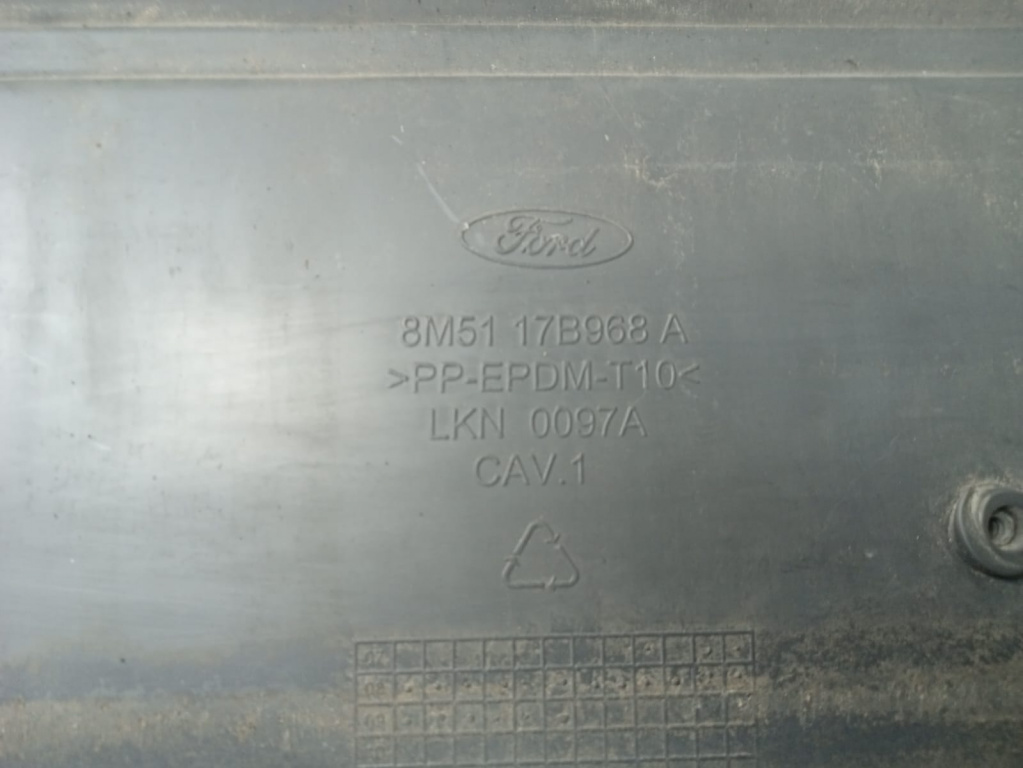 Ford
8M51 17B968 A
>PP-EPDM-T10<
LKN 0097A
CAV.1